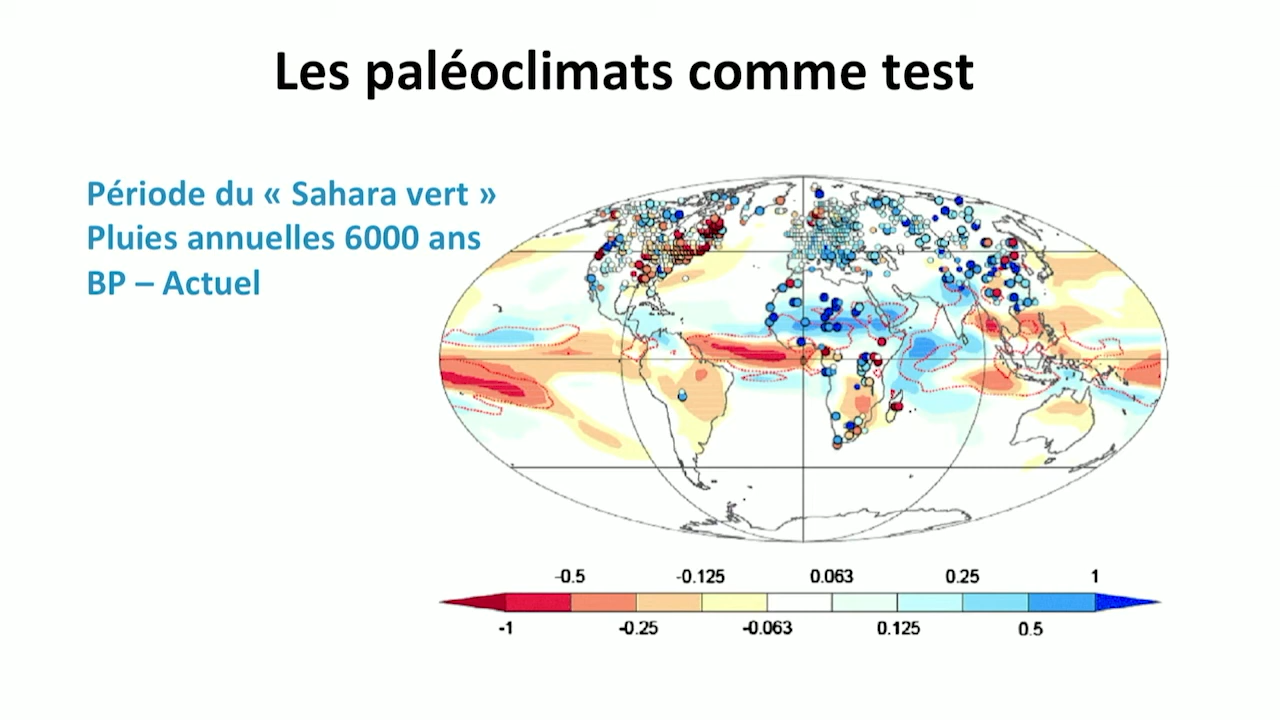 Les paléoclimats comme test
Période du « Sahara vert »
Pluies annuelles 6000 ans
BP – Actuel
-0.5 -0.125 0.063 0.25 1
-1 -0.25 -0.063 0.125 0.5